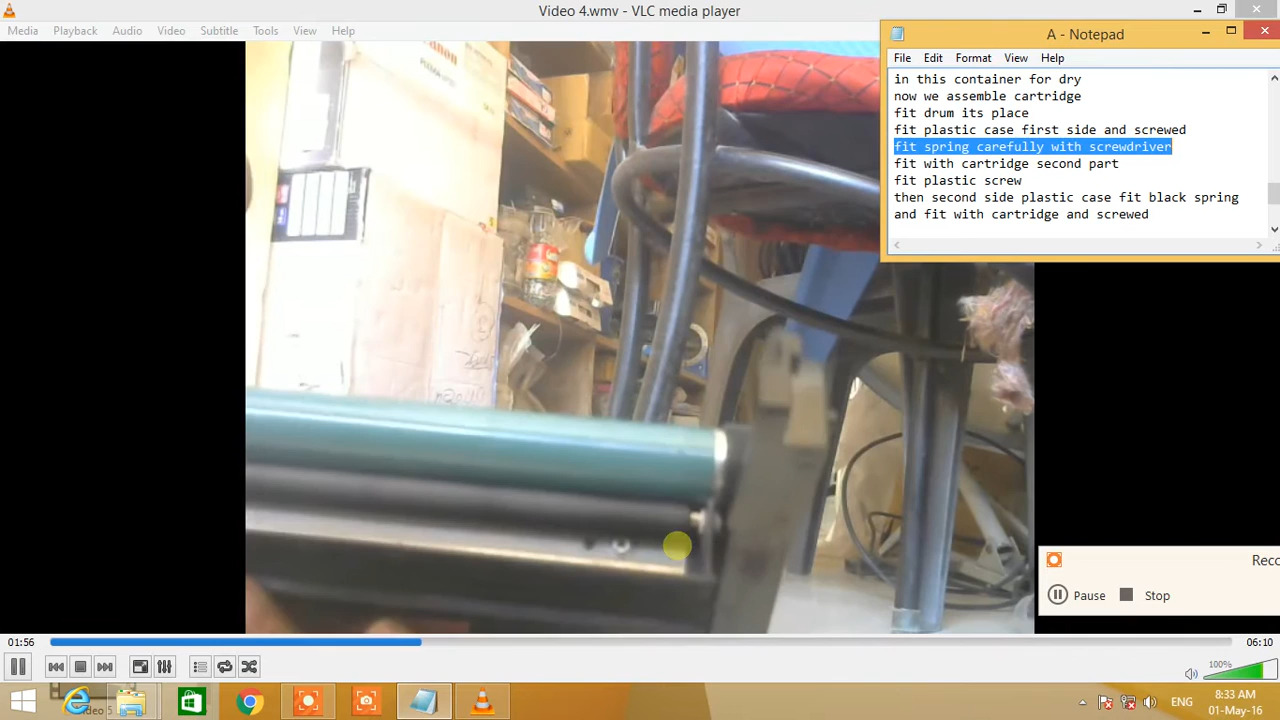 Video 4.wmv - VLC media player
Media Playback Audio Video Subtitle Tools View Help
A - Notepad
File Edit Format View Help
in this container for dry
now we assemble cartridge
fit drum its place
fit plastic case first side and screwed
fit spring carefully with screwdriver
fit with cartridge second part
fit plastic screw
then second side plastic case fit black spring
and fit with cartridge and screwed
Reco
Pause Stop
01:56
06:10
100%
Video 5
ENG
8:33 AM
01-May-16